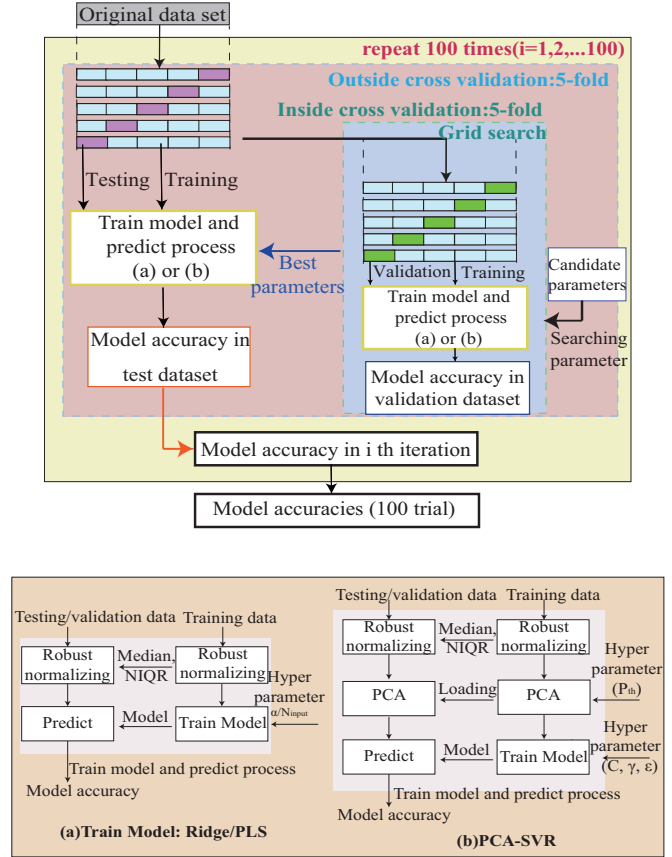 Original data set
repeat 100 times(i=1,2,...100)
Outside cross validation:5-fold
Inside cross validation:5-fold
Grid search
Testing
Training
Train model and
predict process
(a) or (b)
Best
parameters
Validation
Training
Candidate
parameters
Train model and
predict process
(a) or (b)
Searching
parameter
Model accuracy in
test dataset
Model accuracy in
validation dataset
Model accuracy in i th iteration
Model accuracies (100 trial)
Testing/validation data
Training data
Robust
normalizing
Median,
NIQR
Robust
normalizing
Hyper
parameter
α/Ninput
Predict
Model
Train Model
Train model and predict process
Model accuracy
(a)Train Model: Ridge/PLS
Testing/validation data
Training data
Robust
normalizing
Median,
NIQR
Robust
normalizing
Hyper
parameter
(Pth)
PCA
Loading
PCA
Hyper
parameter
(C, γ, ε)
Predict
Model
Train Model
Train model and predict process
Model accuracy
(b)PCA-SVR